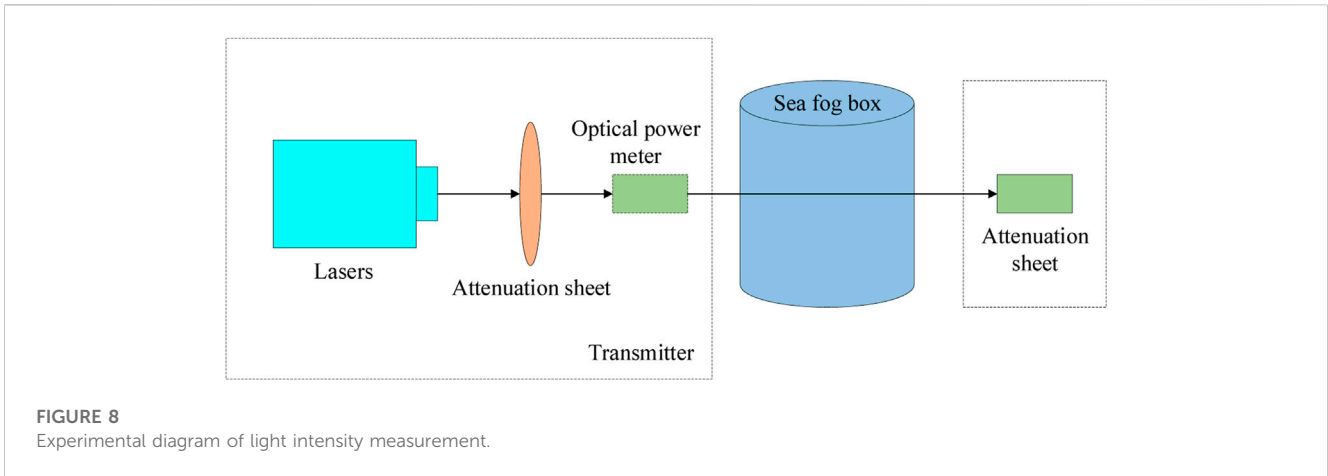 Sea fog box
Optical power
meter
Lasers
Attenuation sheet
Attenuation
sheet
Transmitter
FIGURE 8
Experimental diagram of light intensity measurement.